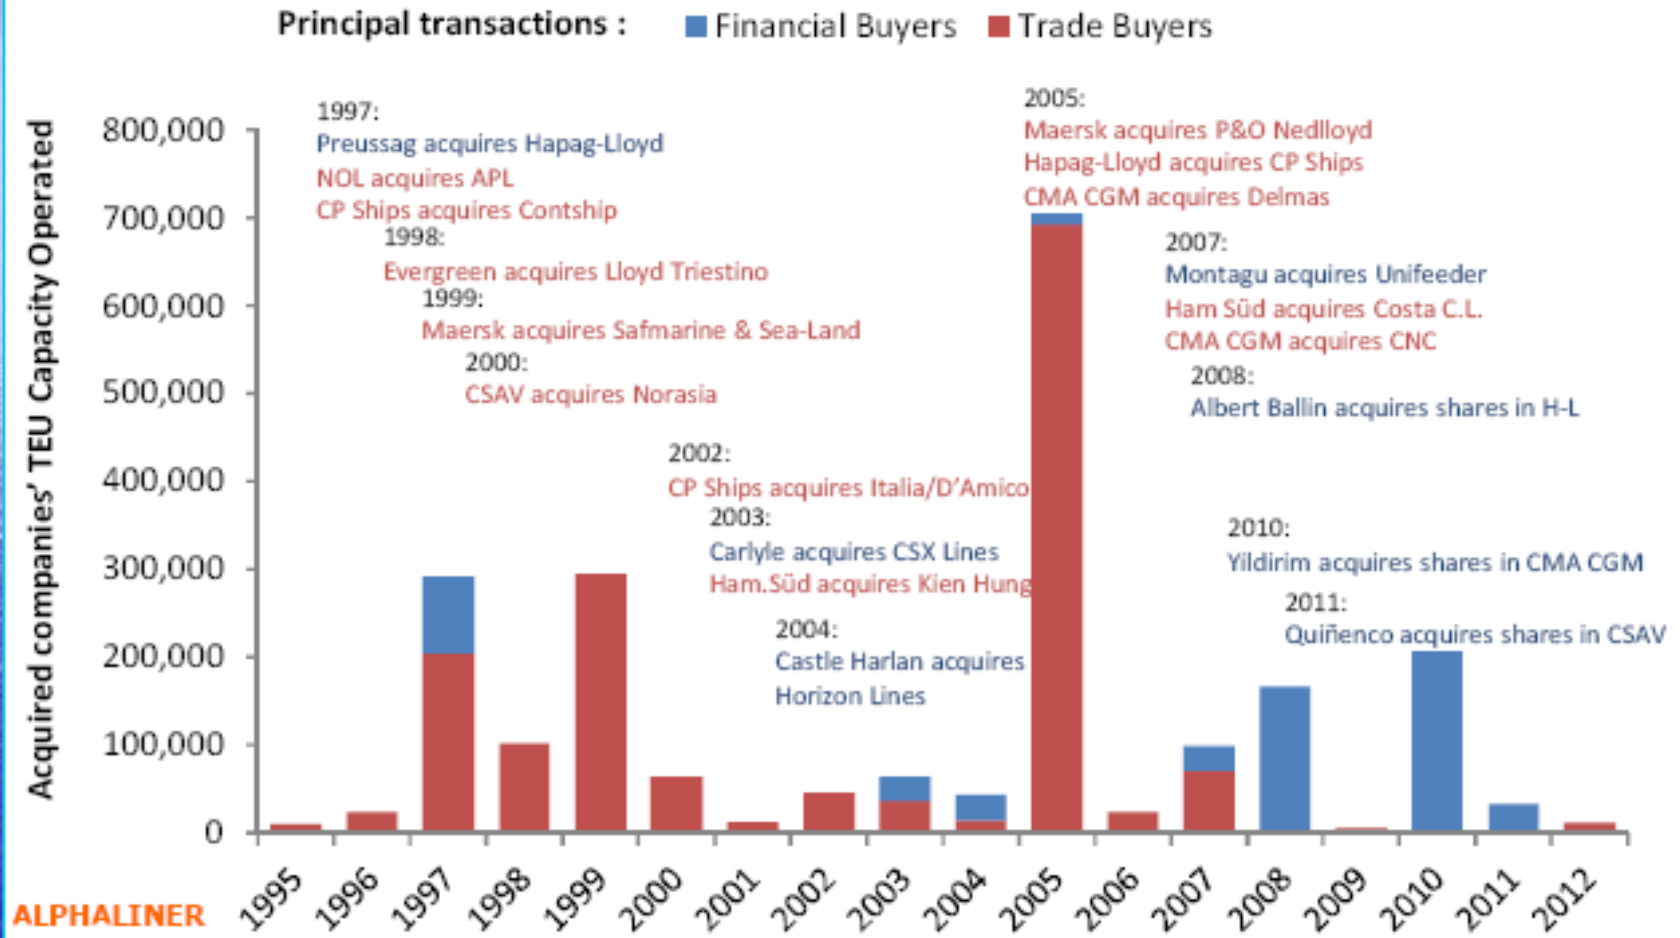 Principal transactions :
Financial Buyers
Trade Buyers
Acquired companies' TEU Capacity Operated
800,000
700,000
600,000
500,000
400,000
300,000
200,000
100,000
0
1997:
Preussag acquires Hapag-Lloyd
NOL acquires APL
CP Ships acquires Contship
1998:
Evergreen acquires Lloyd Triestino
1999:
Maersk acquires Safmarine & Sea-Land
2000:
CSAV acquires Norasia
2002:
CP Ships acquires Italia/D'Amico
2003:
Carlyle acquires CSX Lines
Ham.Süd acquires Kien Hung
2004:
Castle Harlan acquires
Horizon Lines
2005:
Maersk acquires P&O Nedlloyd
Hapag-Lloyd acquires CP Ships
CMA CGM acquires Delmas
2007:
Montagu acquires Unifeeder
Ham Süd acquires Costa C.L.
CMA CGM acquires CNC
2008:
Albert Ballin acquires shares in H-L
2010:
Yildirim acquires shares in CMA CGM
2011:
Quiñenco acquires shares in CSAV
1995
1996
1997
1998
1999
2000
2001
2002
2003
2004
2005
2006
2007
2008
2009
2010
2011
2012
ALPHALINER